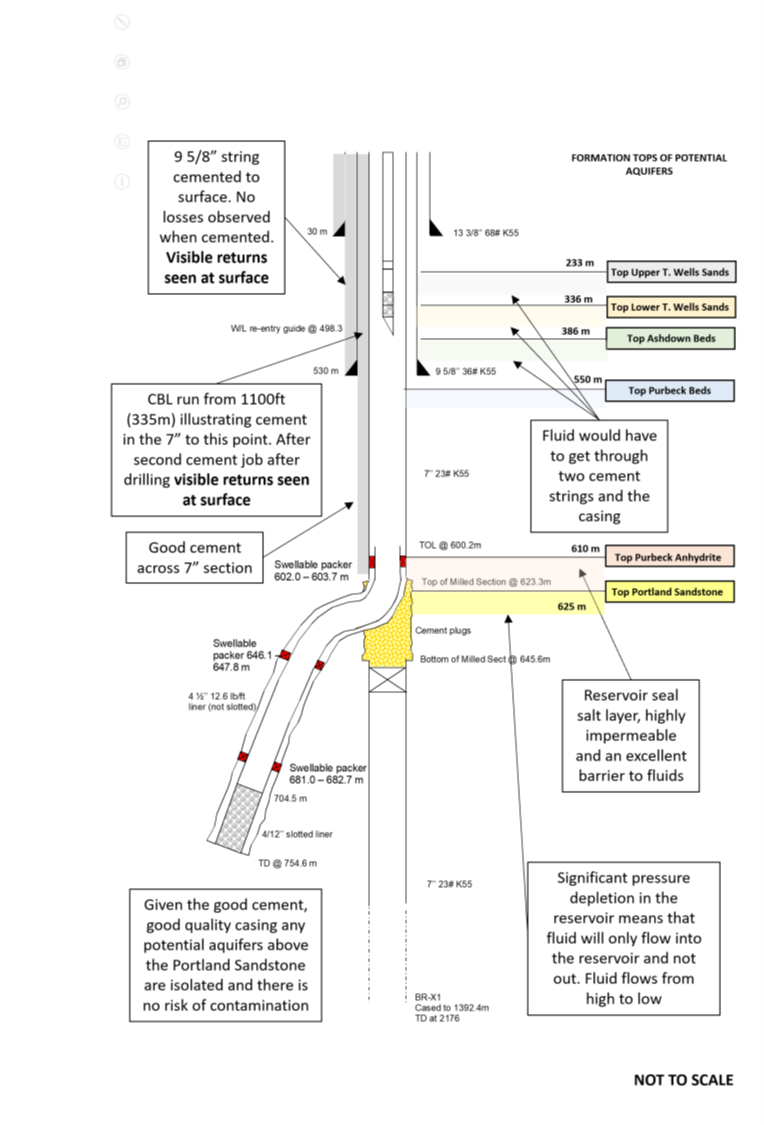 9 5/8” string
cemented to
surface. No
losses observed
when cemented.
Visible returns
seen at surface
FORMATION TOPS OF POTENTIAL
AQUIFERS
30 m
13 3/8” 68# K55
233 m
Top Upper T. Wells Sands
336 m
Top Lower T. Wells Sands
W/L re-entry guide @ 498.3
386 m
Top Ashdown Beds
530 m
9 5/8” 36# K55
550 m
Top Purbeck Beds
CBL run from 1100ft
(335m) illustrating cement
in the 7” to this point. After
second cement job after
drilling visible returns seen
at surface
Fluid would have
to get through
two cement
strings and the
casing
7” 23# K55
Good cement
across 7” section
TOL @ 600.2m
610 m
Top Purbeck Anhydrite
Swellable packer
602.0 – 603.7 m
Top of Milled Section @ 623.3m
Top Portland Sandstone
625 m
Cement plugs
Swellable
packer 646.1 -
647.8 m
Bottom of Milled Sect @ 645.6m
4 ½” 12.6 lb/ft
liner (not slotted)
Reservoir seal
salt layer, highly
impermeable
and an excellent
barrier to fluids
Swellable packer
681.0 – 682.7 m
704.5 m
4/12” slotted liner
TD @ 754.6 m
7” 23# K55
Significant pressure
depletion in the
reservoir means that
fluid will only flow into
the reservoir and not
out. Fluid flows from
high to low
Given the good cement,
good quality casing any
potential aquifers above
the Portland Sandstone
are isolated and there is
no risk of contamination
BR-X1
Cased to 1392.4m
TD at 2176
NOT TO SCALE